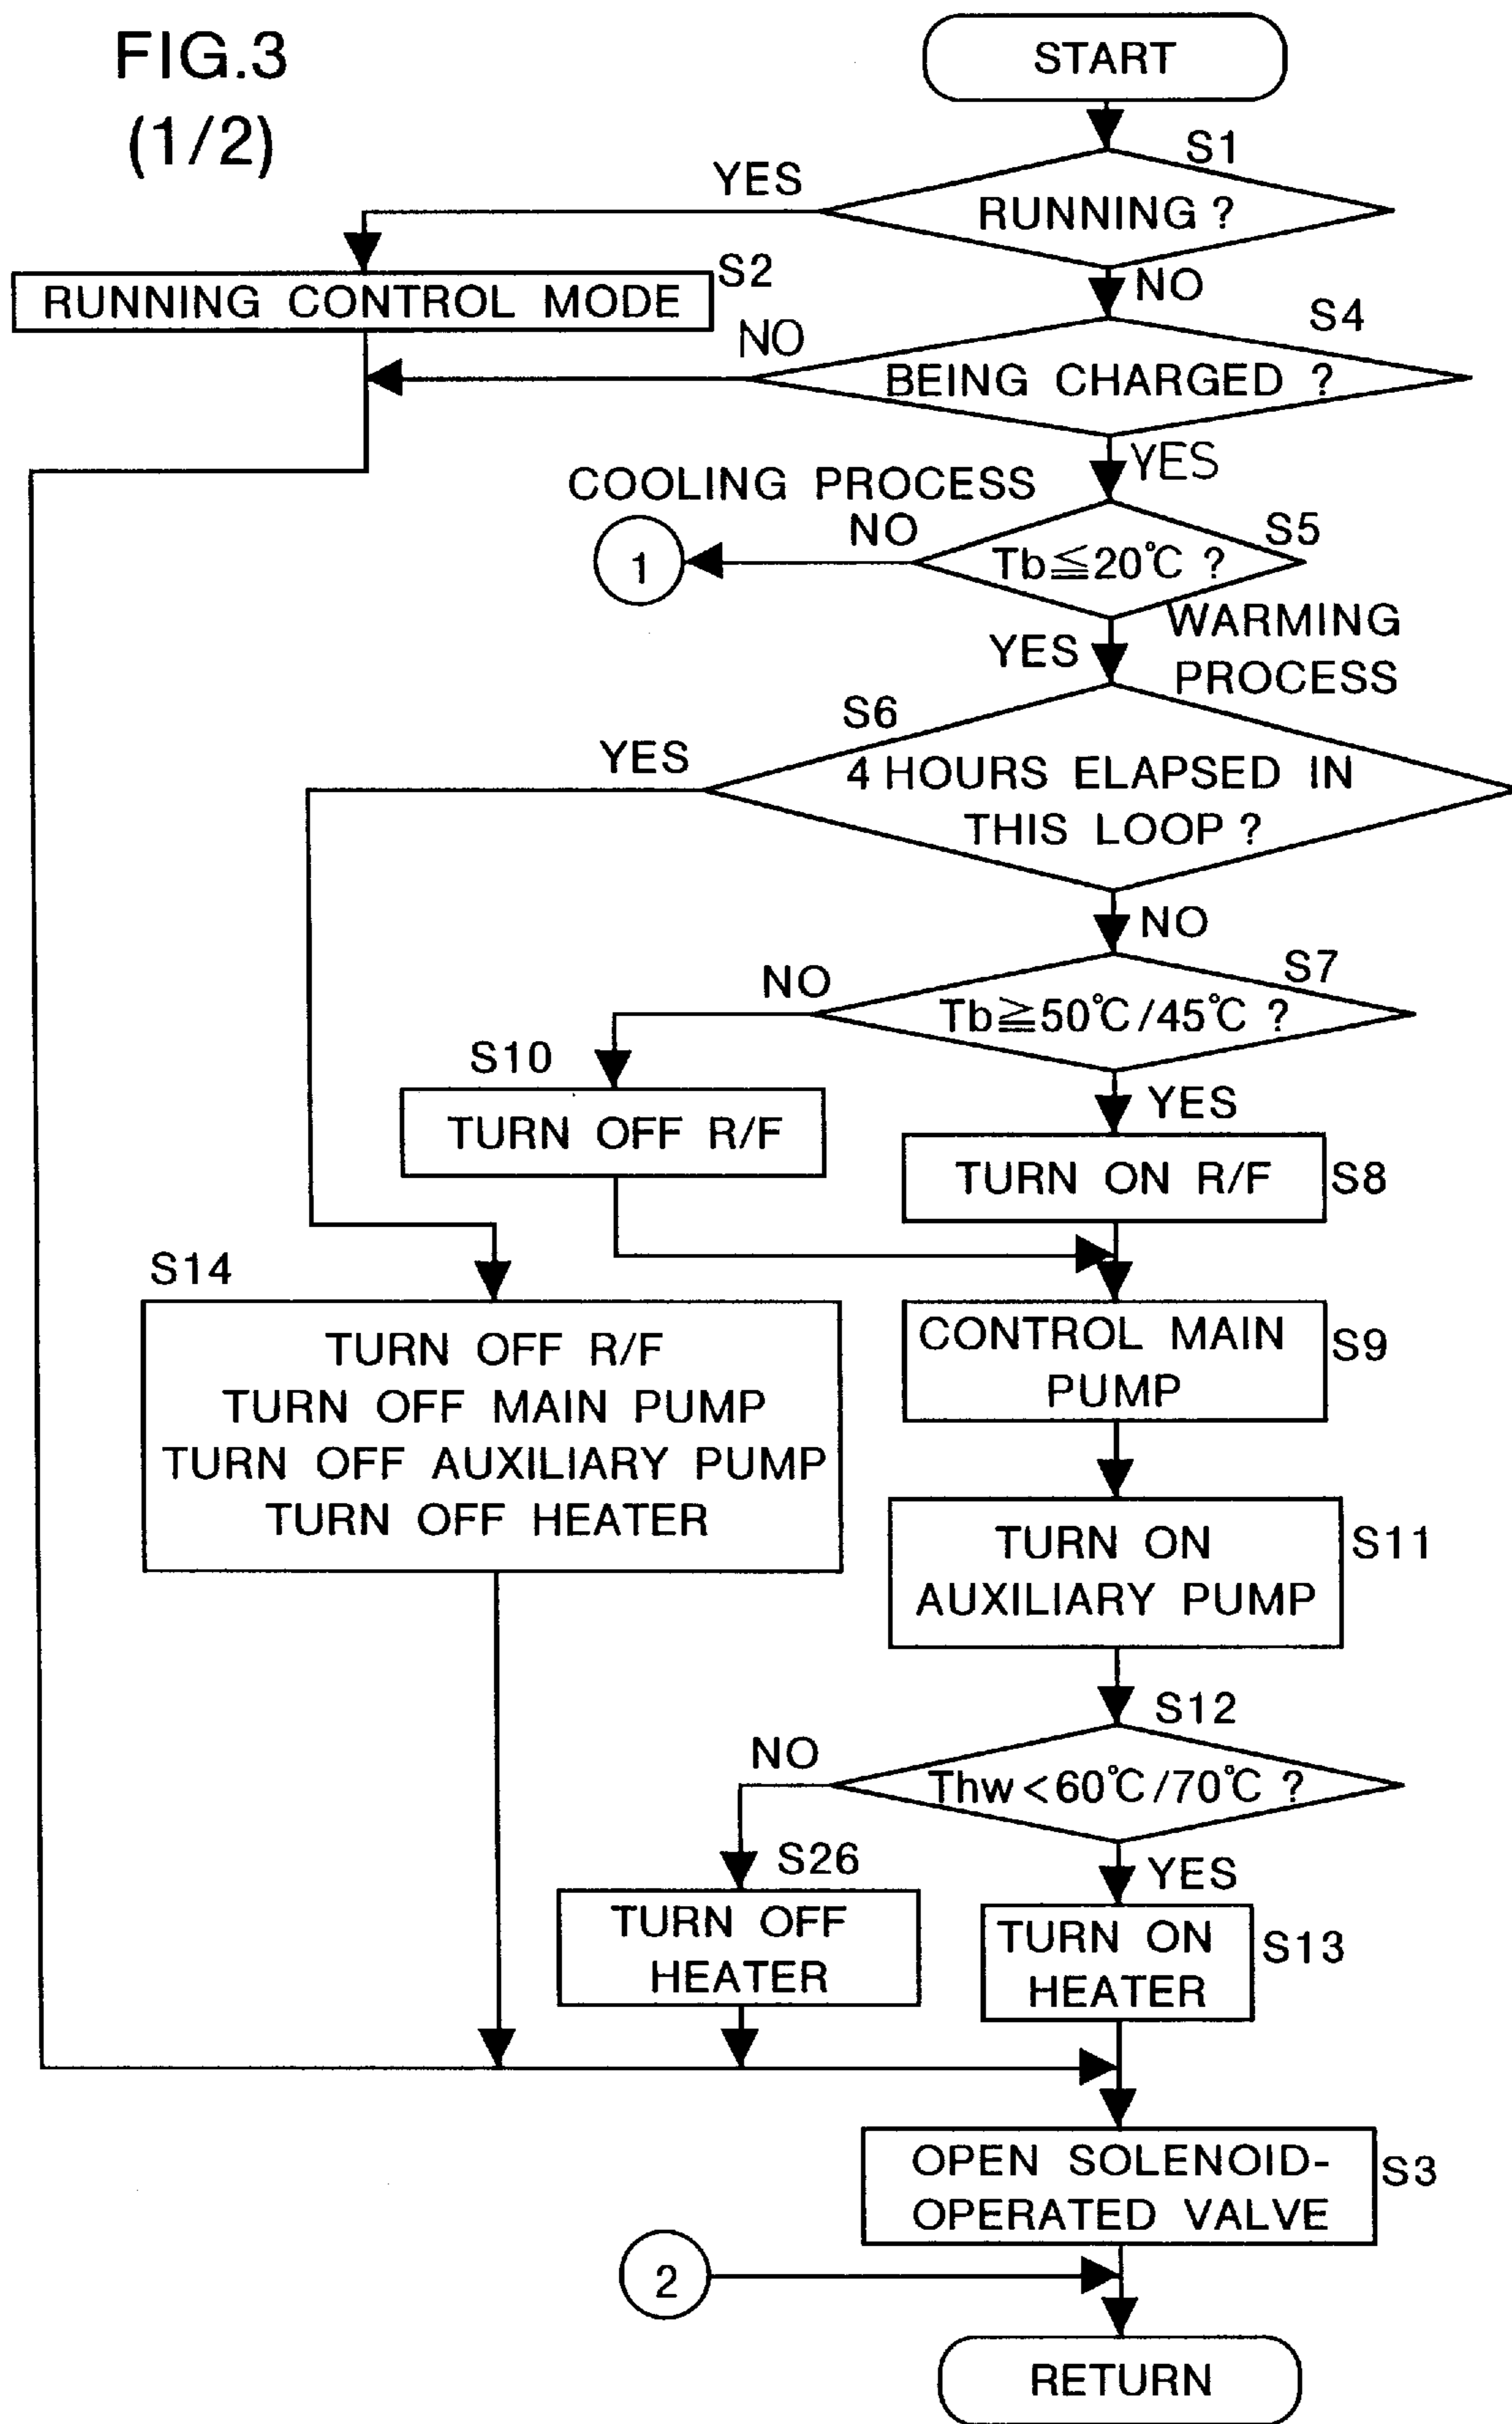 FIG.3
(1/2)
START
S1
YES
RUNNING ?
S2
RUNNING CONTROL MODE
NO
S4
NO
BEING CHARGED ?
YES
COOLING PROCESS
NO
S5
1
Tb≦20℃ ?
WARMING
PROCESS
YES
S6
YES
4 HOURS ELAPSED IN
THIS LOOP ?
NO
S7
NO
Tb≧50℃/45℃ ?
S10
YES
TURN OFF R/F
TURN ON R/F
S8
S14
TURN OFF R/F
TURN OFF MAIN PUMP
TURN OFF AUXILIARY PUMP
TURN OFF HEATER
CONTROL MAIN
PUMP
S9
TURN ON
AUXILIARY PUMP
S11
S12
NO
Thw<60℃/70℃ ?
S26
YES
TURN OFF
HEATER
TURN ON
HEATER
S13
OPEN SOLENOID-
OPERATED VALVE
S3
2
RETURN